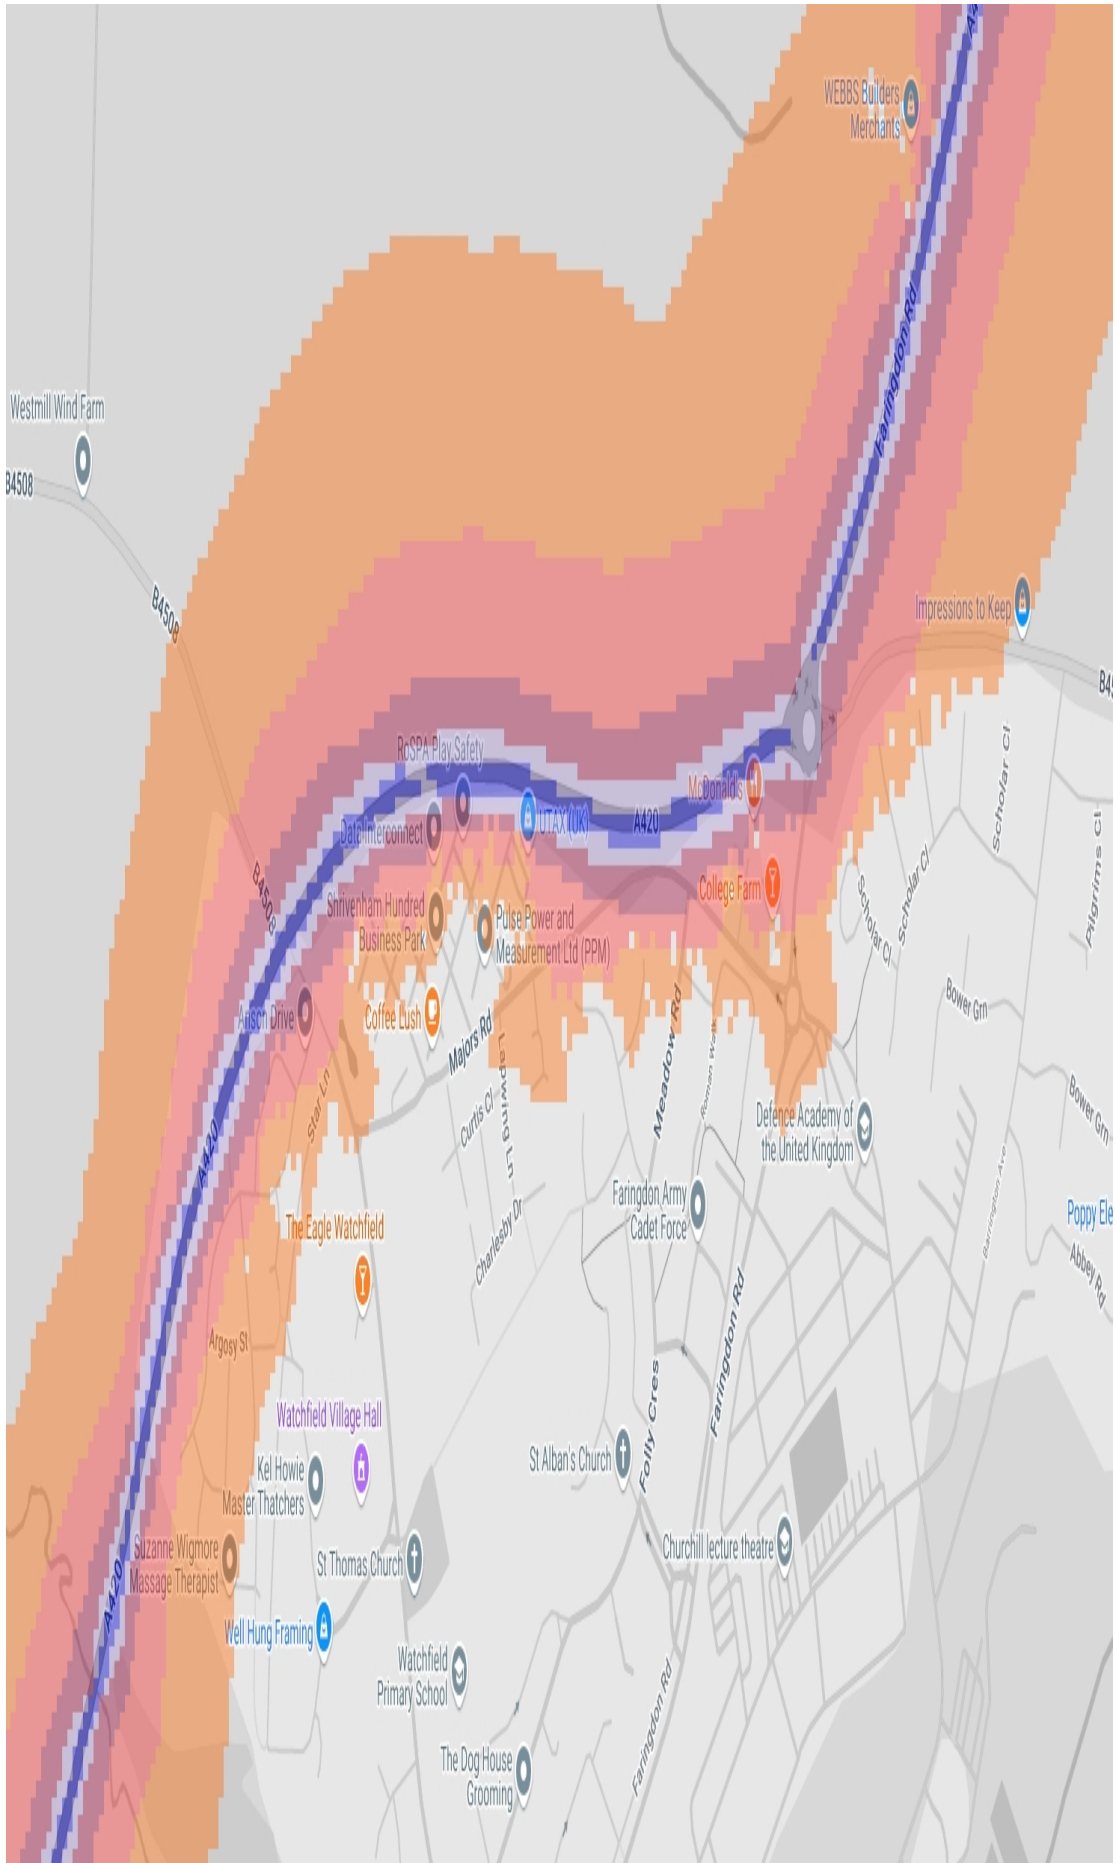 A4
WEBBS Builders
Merchants
Faringdon Rd
Westmill Wind Farm
B4508
B4508
Impressions to Keep
B45
RoSPA Play Safety
McDonald's
Data Interconnect
UTAX (UK)
A420
Scholar Cl
Scholar Cl
Scholar Cl
Pilgrims Cl
B4508
College Farm
Shrivenham Hundred
Business Park
Pulse Power and
Measurement Ltd (PPM)
Anson Drive
Coffee Lush
Majors Rd
Meadow Rd
Bower Grn
Roman Walk
Lapwing Ln
Star Ln
Curtis Cl
Defence Academy of
the United Kingdom
Bower Grn
A420
Faringdon Army
Cadet Force
Barrington Ave
Poppy Ele
The Eagle Watchfield
Charlesby Dr
Abbey Rd
Argosy St
Faringdon Rd
Watchfield Village Hall
Folly Cres
Kel Howie
Master Thatchers
St Alban's Church
Suzanne Wigmore
Massage Therapist
St Thomas Church
Churchill lecture theatre
A420
Well Hung Framing
Watchfield
Primary School
Faringdon Rd
The Dog House
Grooming